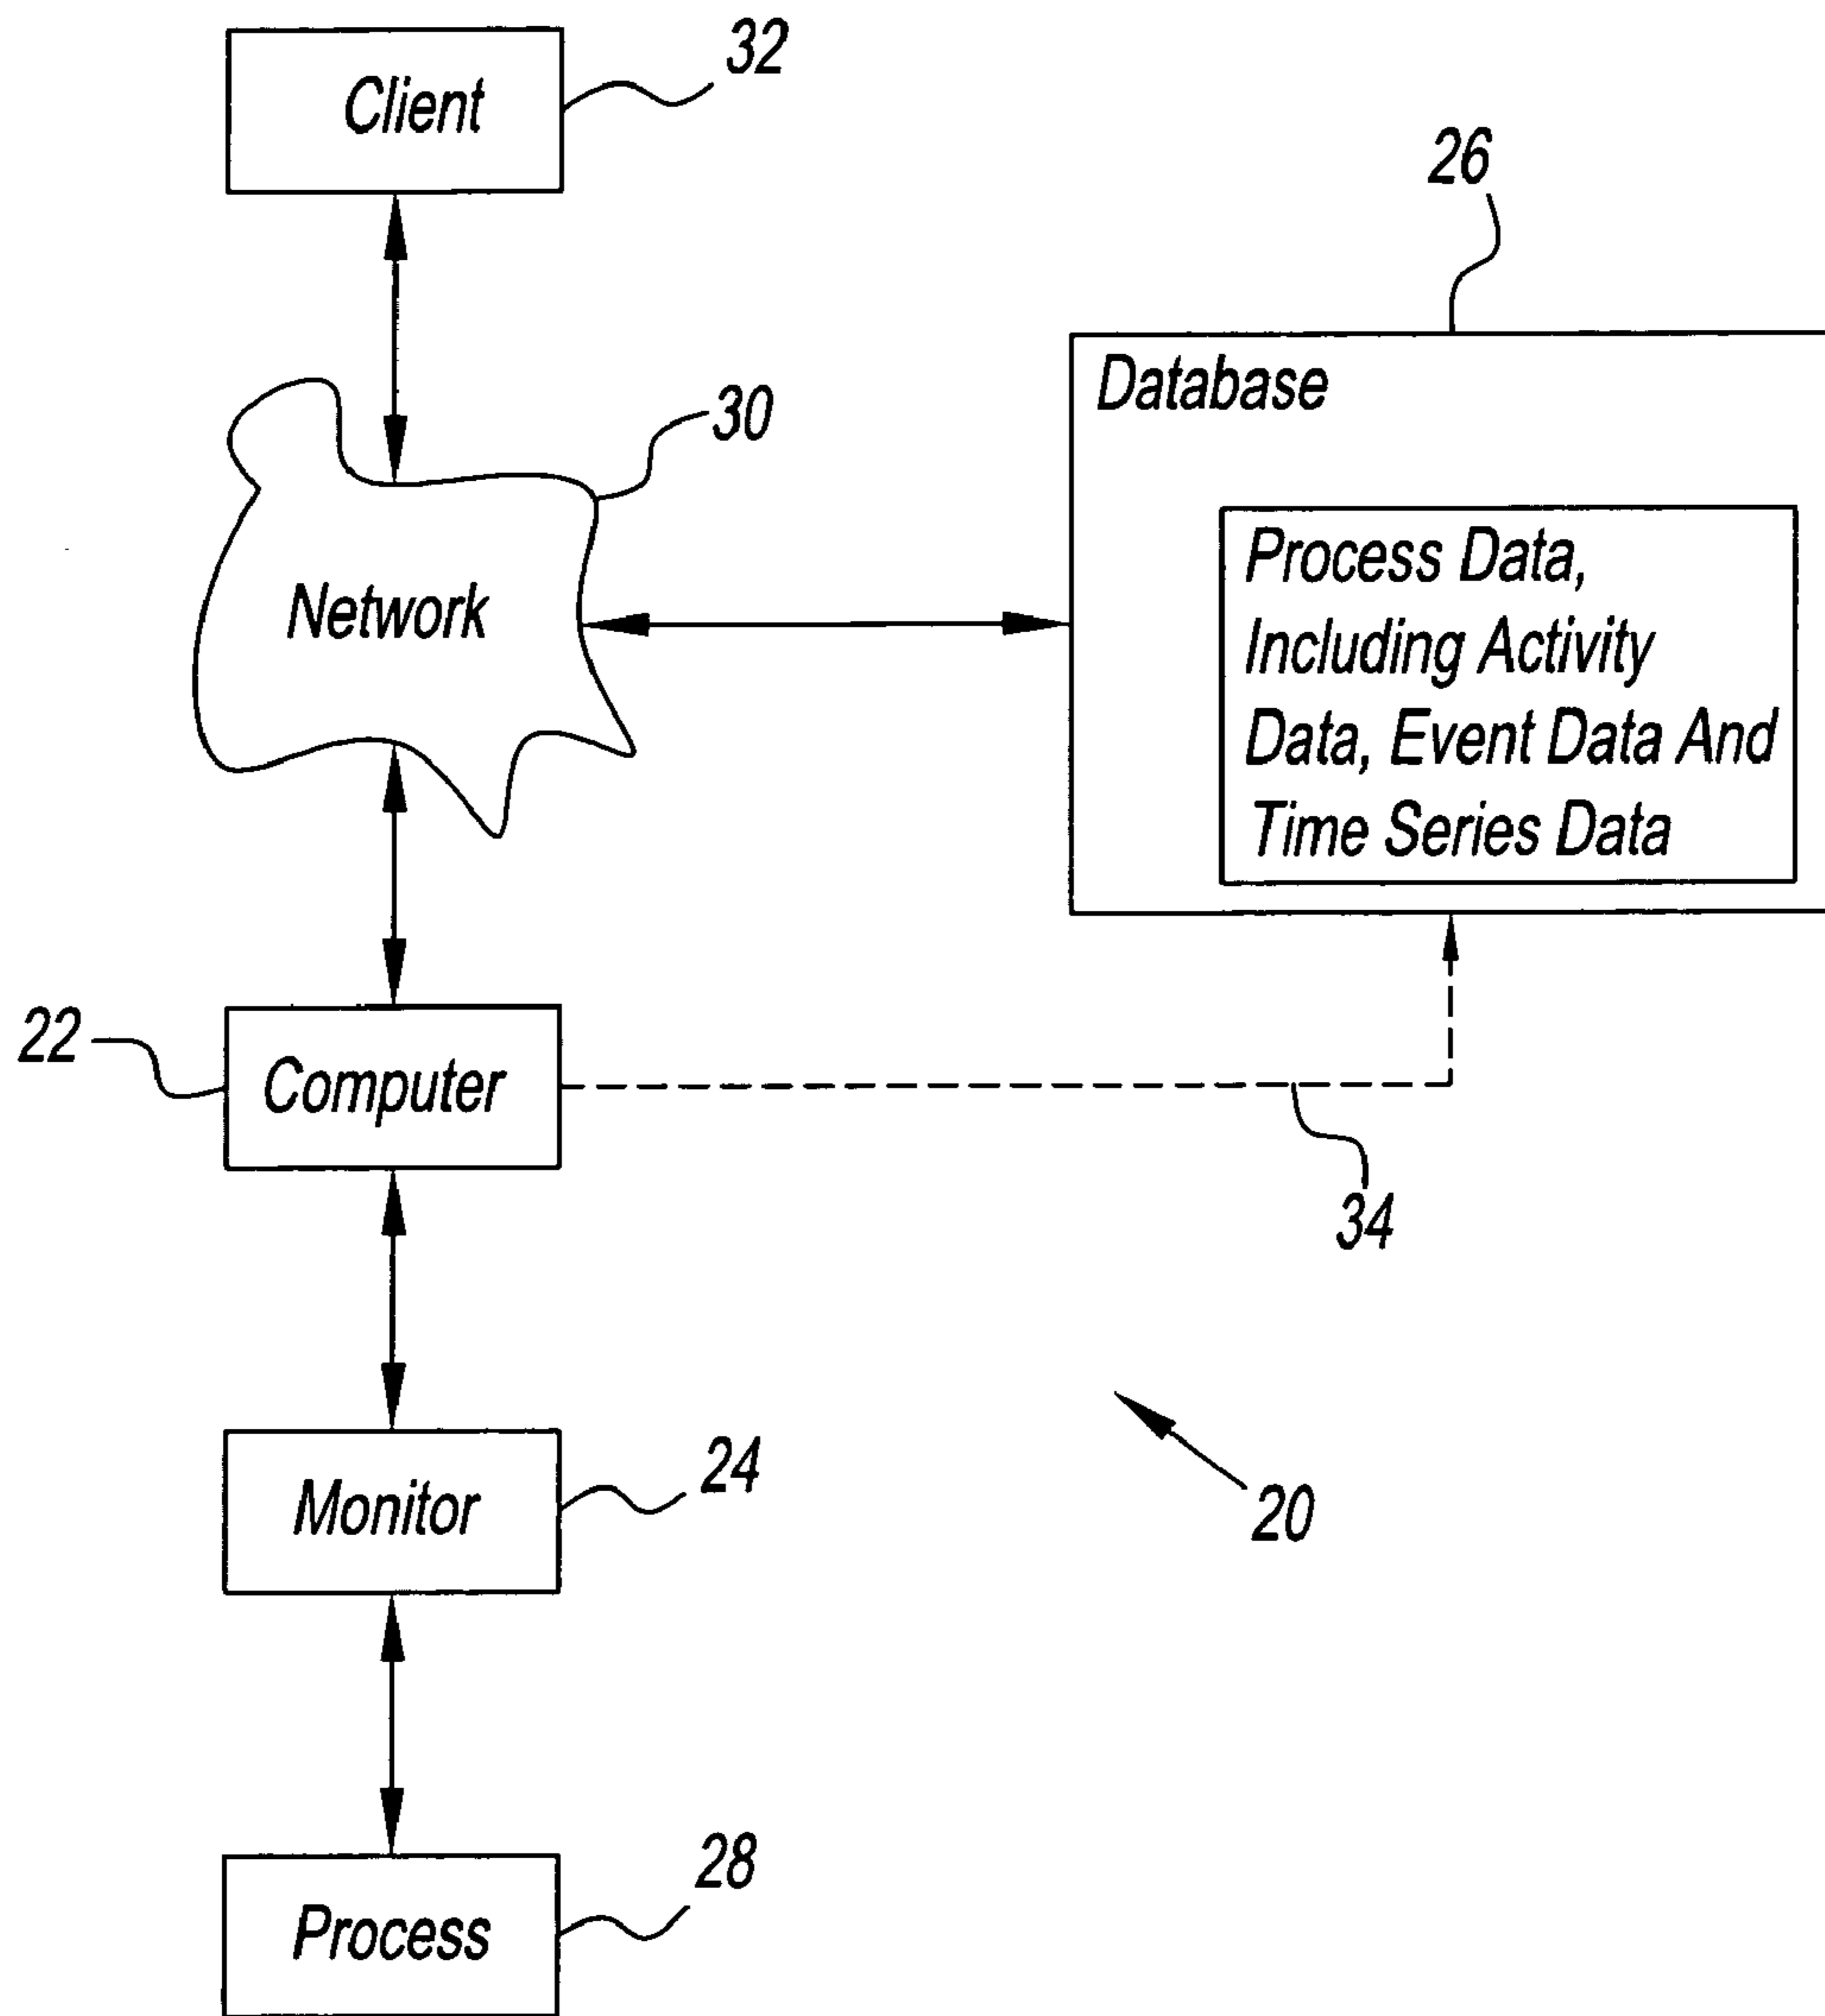 Client
32
26
Database
30
Network
Process Data,
Including Activity
Data, Event Data And
Time Series Data
22
Computer
34
24
Monitor
20
28
Process